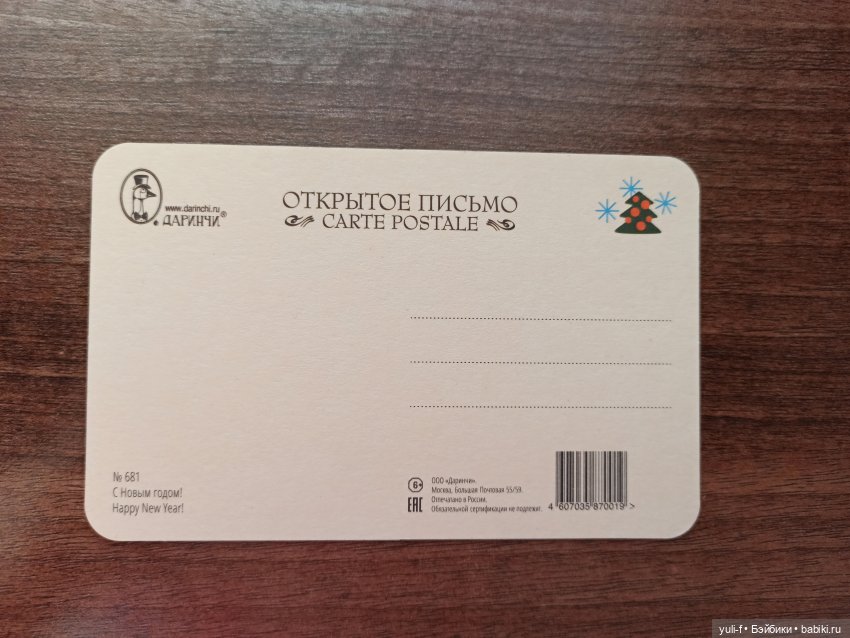 www.darinchi.ru
ДАРИНЧИ®
ОТКРЫТОЕ ПИСЬМО
CARTE POSTALE
№ 681
С Новым годом!
Happy New Year!
6+
ЕАС
ООО «Даринчи».
Москва, Большая Почтовая 55/59.
Отпечатано в России.
Обязательной сертификации не подлежит.
4 607035 870019 >
yuli-f • Бэйбики • babiki.ru